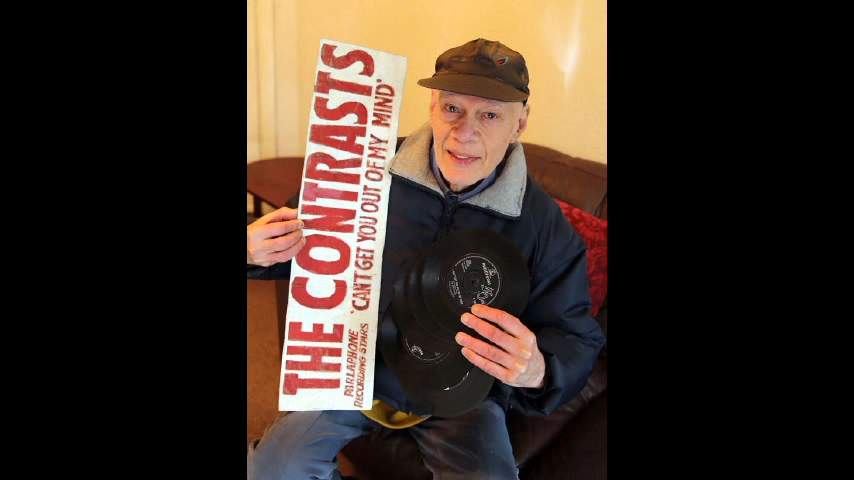 THE CONTRASTS
'CAN'T GET YOU OUT OF MY MIND'
PARLAPHONE
RECORDING STARS